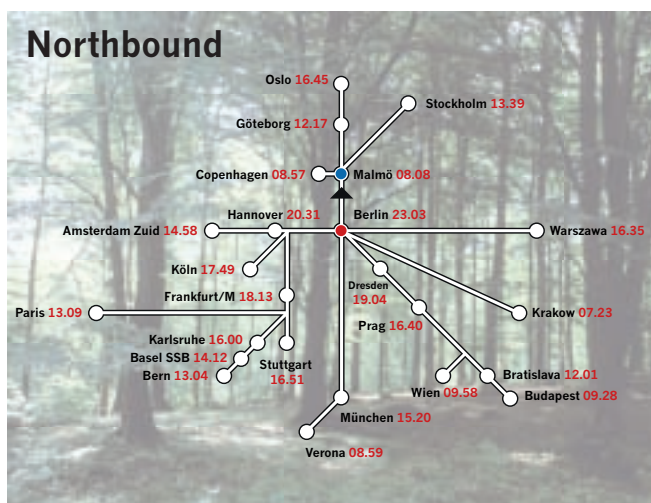 Northbound
Oslo 16.45
Stockholm 13.39
Göteborg 12.17
Copenhagen 08.57
Malmö 08.08
Hannover 20.31
Berlin 23.03
Amsterdam Zuid 14.58
Warszawa 16.35
Köln 17.49
Dresden
19.04
Frankfurt/M 18.13
Paris 13.09
Krakow 07.23
Prag 16.40
Karlsruhe 16.00
Basel SSB 14.12
Stuttgart
16.51
Bern 13.04
Bratislava 12.01
Wien 09.58
Budapest 09.28
München 15.20
Verona 08.59